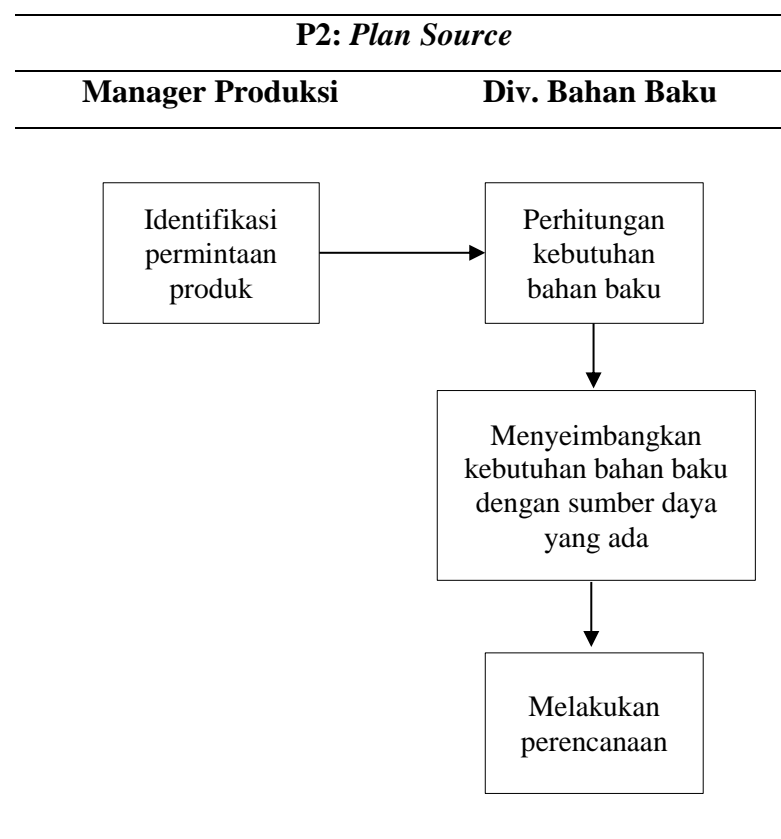 P2: Plan Source
Manager Produksi
Div. Bahan Baku
Identifikasi
permintaan
produk
Perhitungan
kebutuhan
bahan baku
Menyeimbangkan
kebutuhan bahan baku
dengan sumber daya
yang ada
Melakukan
perencanaan